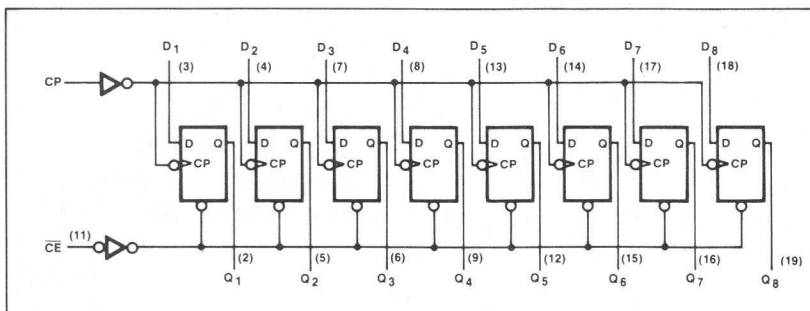 D1 D2 D3 D4 D5 D6 D7 D8
(3) (4) (7) (8) (13) (14) (17) (18)
CP
D Q D Q D Q D Q D Q D Q D Q D Q
CP CP CP CP CP CP CP CP
CE (11)
(2) (5) (6) (9) (12) (15) (16) (19)
Q1 Q2 Q3 Q4 Q5 Q6 Q7 Q8